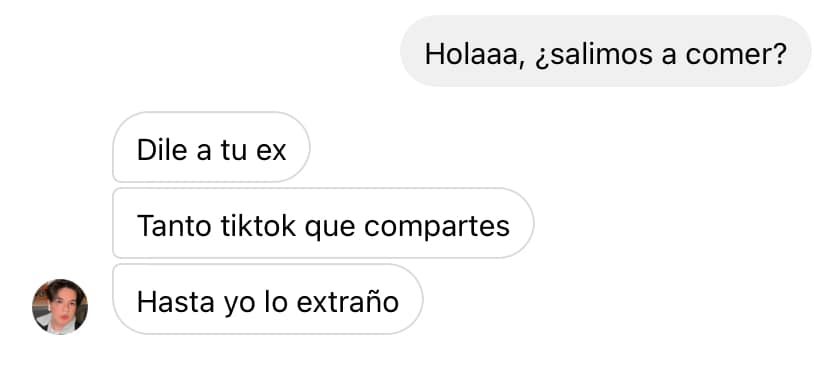 Holaaa, ¿salimos a comer?
Dile a tu ex
Tanto tiktok que compartes
Hasta yo lo extraño